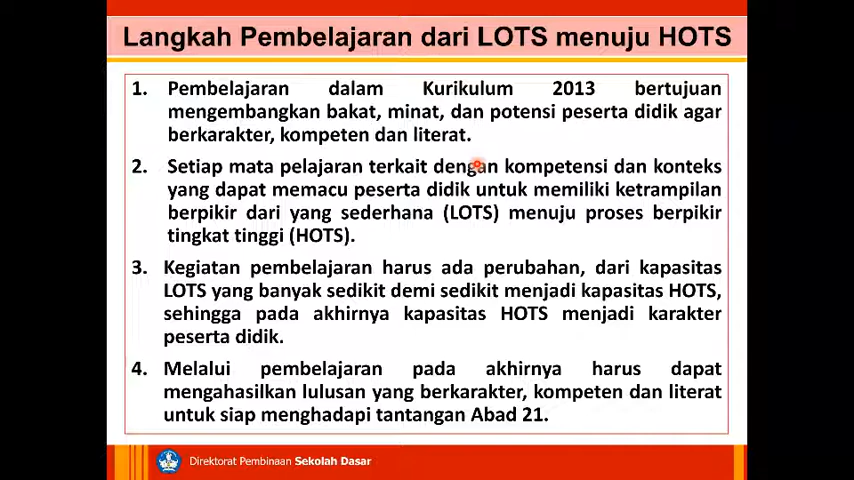 Langkah Pembelajaran dari LOTS menuju HOTS
1. Pembelajaran dalam Kurikulum 2013 bertujuan
mengembangkan bakat, minat, dan potensi peserta didik agar
berkarakter, kompeten dan literat.
2. Setiap mata pelajaran terkait dengan kompetensi dan konteks
yang dapat memacu peserta didik untuk memiliki ketrampilan
berpikir dari yang sederhana (LOTS) menuju proses berpikir
tingkat tinggi (HOTS).
3. Kegiatan pembelajaran harus ada perubahan, dari kapasitas
LOTS yang banyak sedikit demi sedikit menjadi kapasitas HOTS,
sehingga pada akhirnya kapasitas HOTS menjadi karakter
peserta didik.
4. Melalui pembelajaran pada akhirnya harus dapat
mengahasilkan lulusan yang berkarakter, kompeten dan literat
untuk siap menghadapi tantangan Abad 21.
Direktorat Pembinaan Sekolah Dasar